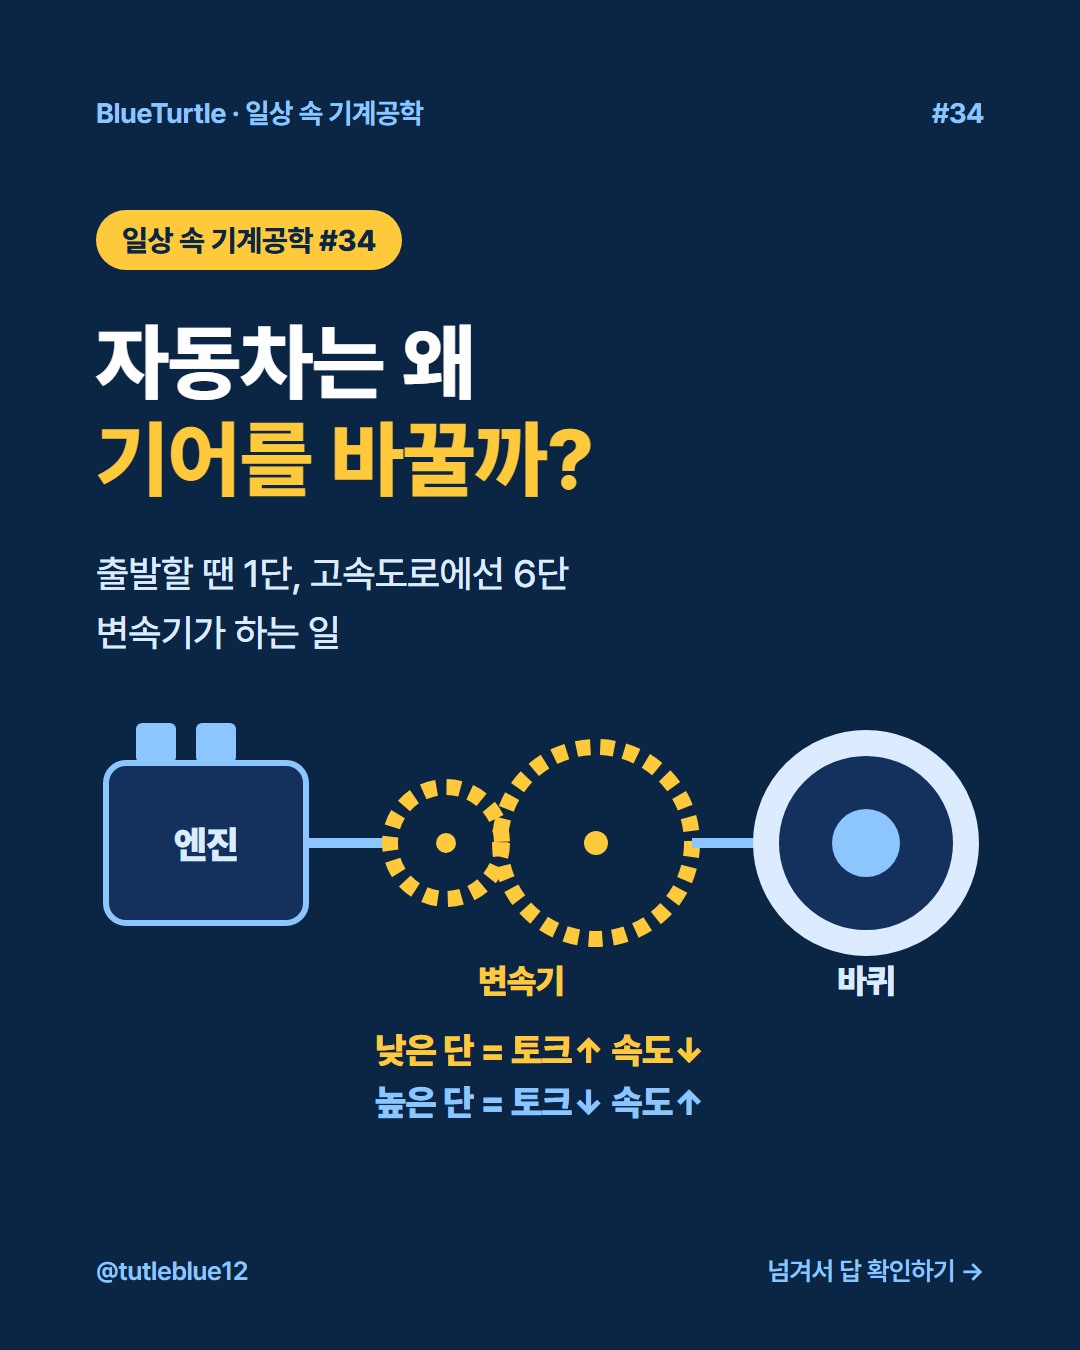 BlueTurtle · 일상 속 기계공학
#34
일상 속 기계공학 #34
자동차는 왜
기어를 바꿀까?
출발할 땐 1단, 고속도로에선 6단
변속기가 하는 일
엔진
변속기
바퀴
낮은 단 = 토크↑ 속도↓
높은 단 = 토크↓ 속도↑
@tutleblue12
넘겨서 답 확인하기 →